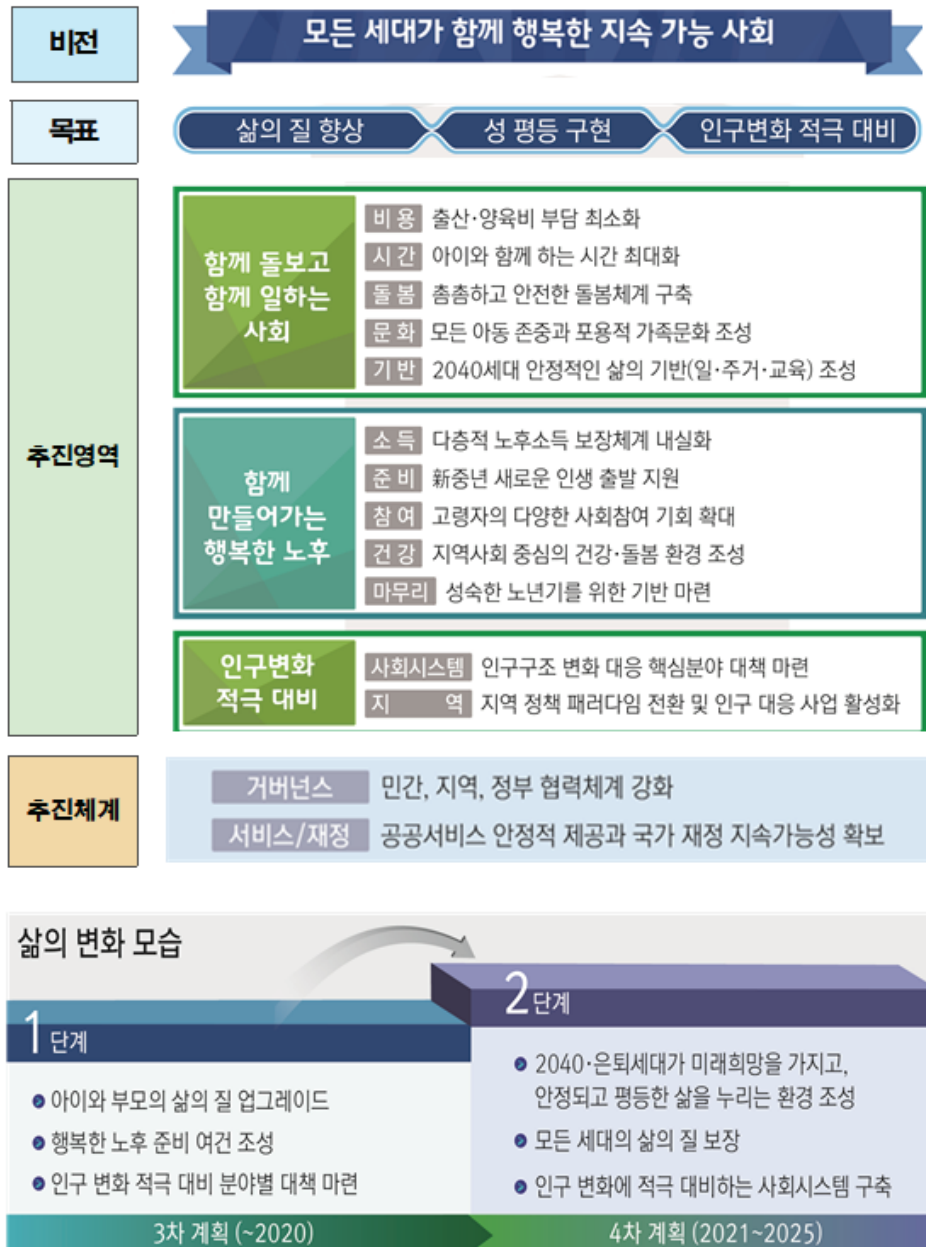 비전
모든 세대가 함께 행복한 지속 가능 사회
목표
삶의 질 향상
성 평등 구현
인구변화 적극 대비
추진영역
함께 돌보고
함께 일하는
사회
비 용 출산·양육비 부담 최소화
시 간 아이와 함께 하는 시간 최대화
돌 봄 촘촘하고 안전한 돌봄체계 구축
문 화 모든 아동 존중과 포용적 가족문화 조성
기 반 2040세대 안정적인 삶의 기반(일·주거·교육) 조성
함께
만들어가는
행복한 노후
소 득 다층적 노후소득 보장체계 내실화
준 비 新중년 새로운 인생 출발 지원
참 여 고령자의 다양한 사회참여 기회 확대
건 강 지역사회 중심의 건강·돌봄 환경 조성
마무리 성숙한 노년기를 위한 기반 마련
인구변화
적극 대비
사회시스템 인구구조 변화 대응 핵심분야 대책 마련
지 역 지역 정책 패러다임 전환 및 인구 대응 사업 활성화
추진체계
거버넌스 민간, 지역, 정부 협력체계 강화
서비스/재정 공공서비스 안정적 제공과 국가 재정 지속가능성 확보
삶의 변화 모습
1 단계
아이와 부모의 삶의 질 업그레이드
행복한 노후 준비 여건 조성
인구 변화 적극 대비 분야별 대책 마련
3차 계획 (~2020)
2 단계
2040·은퇴세대가 미래희망을 가지고,
안정되고 평등한 삶을 누리는 환경 조성
모든 세대의 삶의 질 보장
인구 변화에 적극 대비하는 사회시스템 구축
4차 계획 (2021~2025)